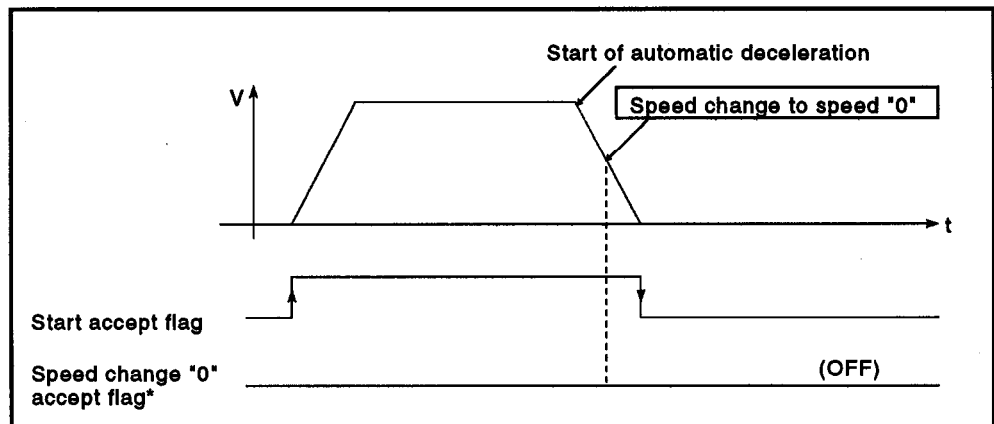 Start of automatic deceleration
V
Speed change to speed "0"
t
Start accept flag
Speed change "0"
accept flag*
(OFF)